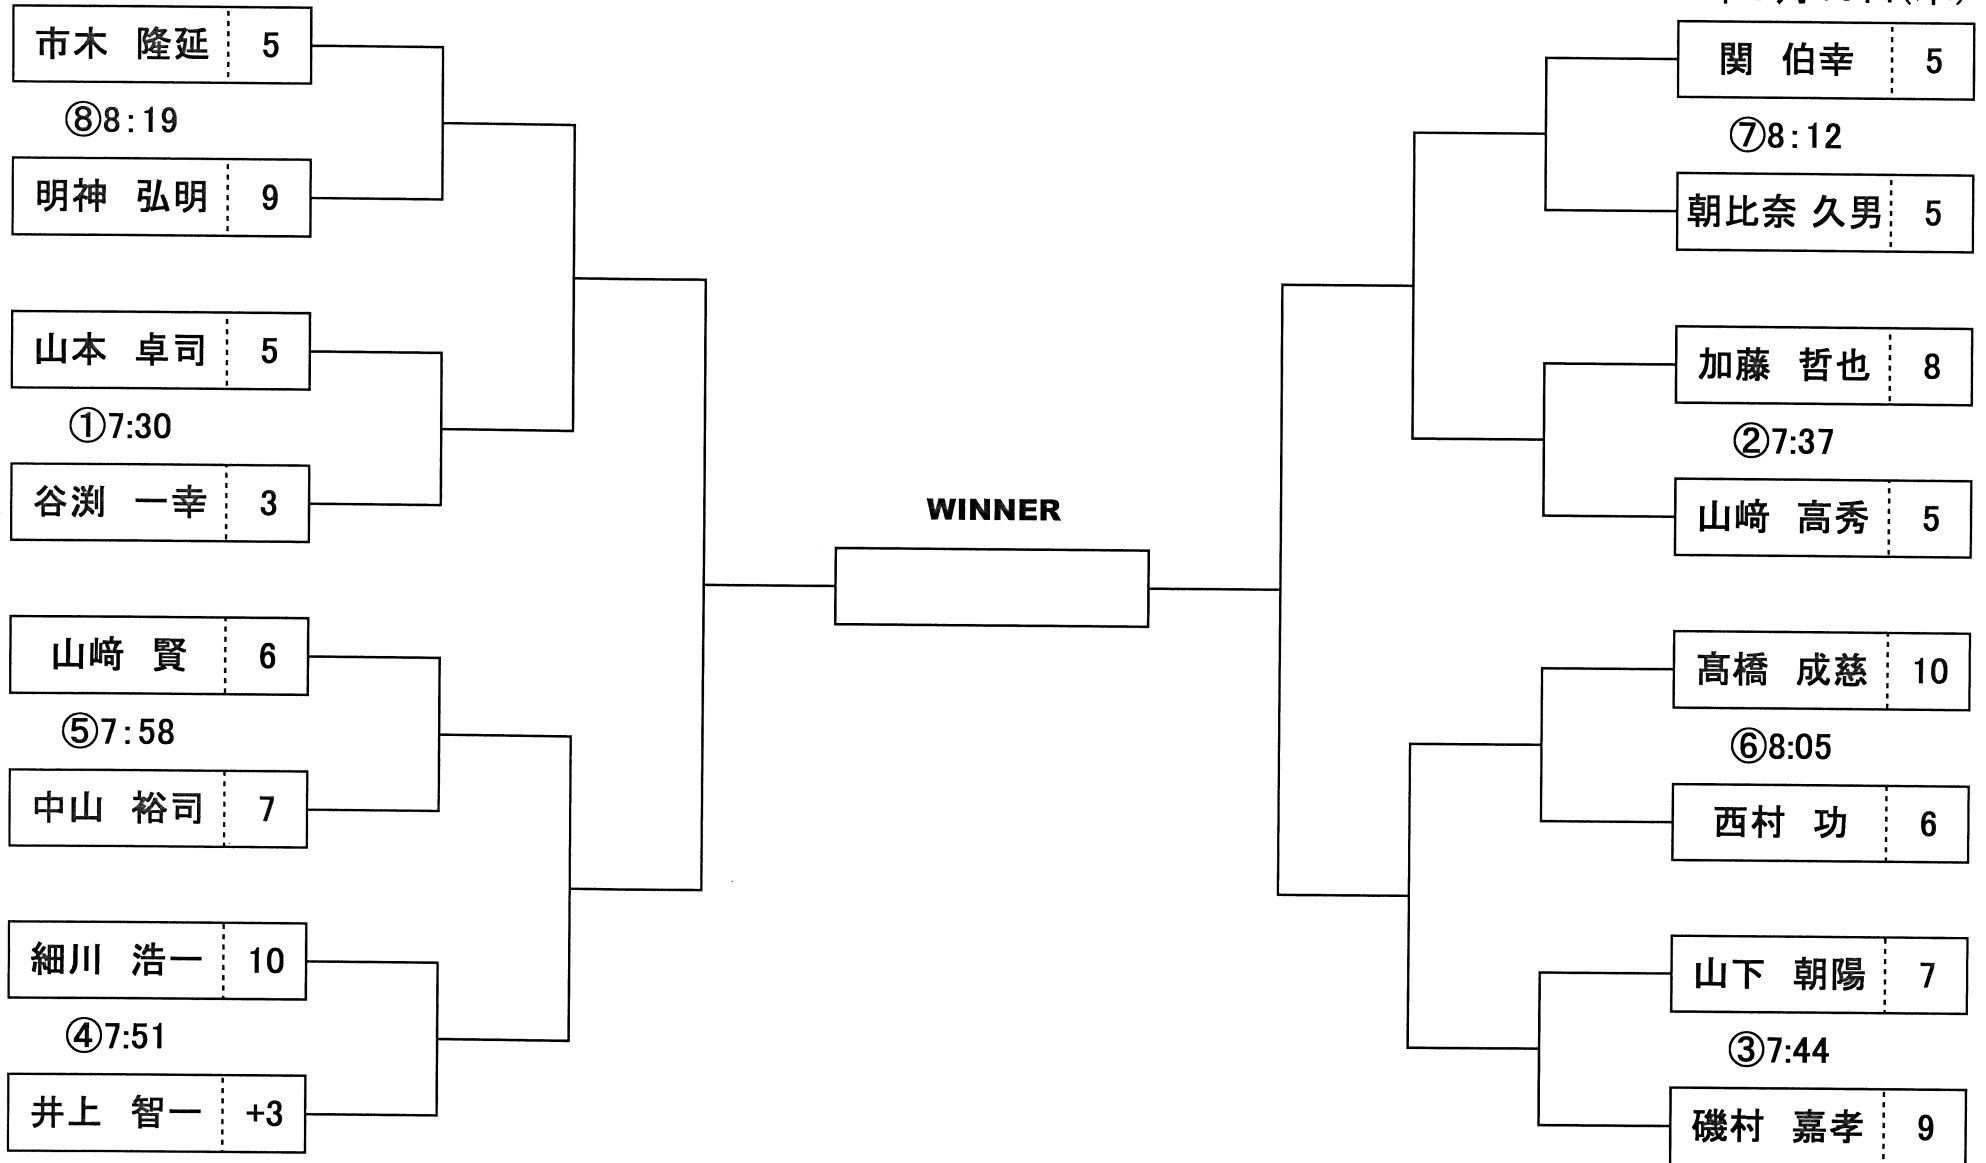 市木 隆延 5
⑧8:19
明神 弘明 9
山本 卓司 5
①7:30
谷渕 一幸 3
山﨑 賢 6
⑤7:58
中山 裕司 7
細川 浩一 10
④7:51
井上 智一 +3
WINNER
関 伯幸 5
⑦8:12
朝比奈 久男 5
加藤 哲也 8
②7:37
山﨑 高秀 5
髙橋 成慈 10
⑥8:05
西村 功 6
山下 朝陽 7
③7:44
磯村 嘉孝 9